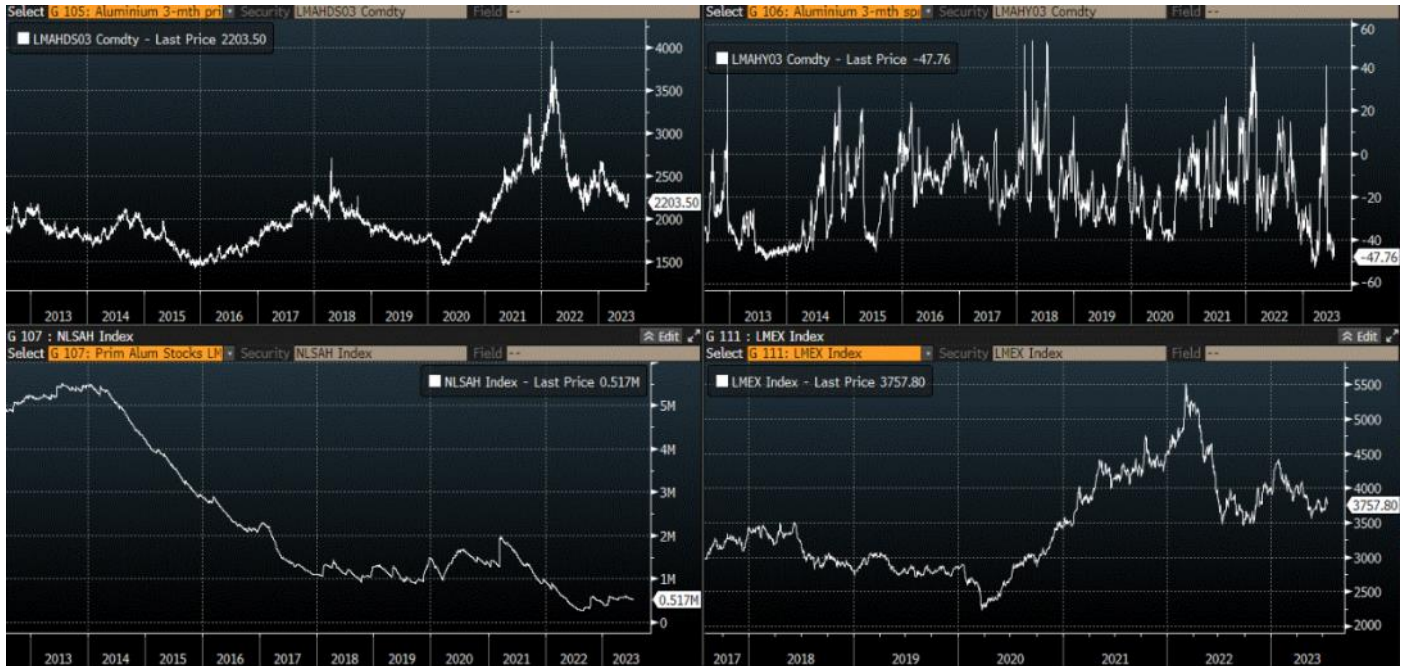 Select G 105: Aluminium 3-mth pri Security LMAHDS03 Comdty Field --
LMAHDS03 Comdty - Last Price 2203.50
4000
3500
3000
2500
2203.50
2000
1500
2013 2014 2015 2016 2017 2018 2019 2020 2021 2022 2023
Select G 106: Aluminium 3-mth spr Security LMAHY03 Comdty Field --
LMAHY03 Comdty - Last Price -47.76
60
40
20
0
-20
-40
-47.76
-60
2013 2014 2015 2016 2017 2018 2019 2020 2021 2022 2023
G 107 : NLSAH Index Edit
Select G 107: Prim Alum Stocks LM Security NLSAH Index Field --
NLSAH Index - Last Price 0.517M
5M
4M
3M
2M
1M
0.517M
0
2013 2014 2015 2016 2017 2018 2019 2020 2021 2022 2023
G 111 : LMEX Index Edit
Select G 111: LMEX Index Security LMEX Index Field --
LMEX Index - Last Price 3757.80
5500
5000
4500
4000
3757.80
3500
3000
2500
2000
2017 2018 2019 2020 2021 2022 2023